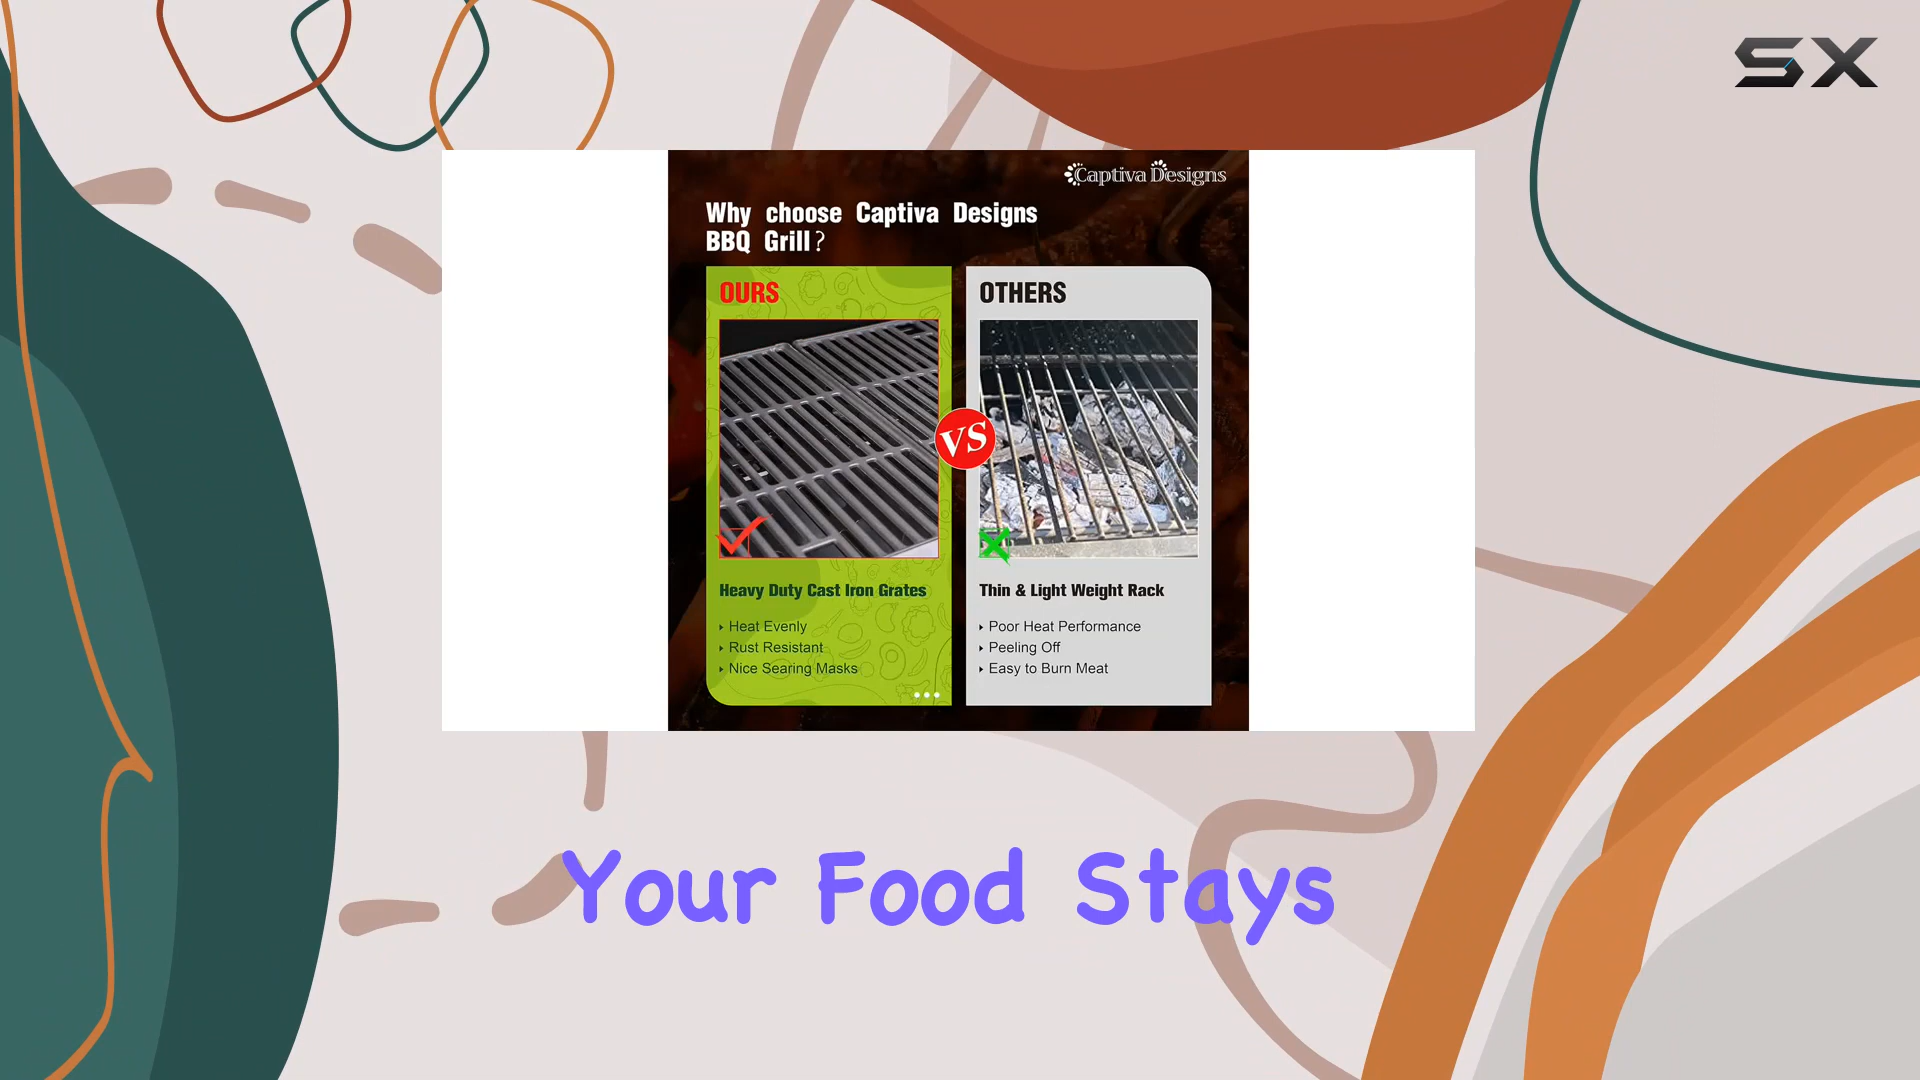 SX
Captiva Designs
Why choose Captiva Designs
BBQ Grill?
OURS
OTHERS
VS
Heavy Duty Cast Iron Grates
Heat Evenly
Rust Resistant
Nice Searing Masks
Thin & Light Weight Rack
Poor Heat Performance
Peeling Off
Easy to Burn Meat
Your Food Stays